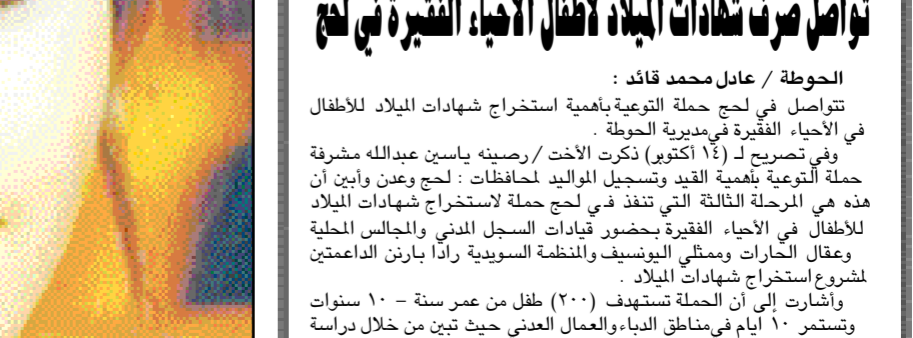 تواصل صرف شهادات الميلاد لأطفال الأحياء الفقيرة في لحج
الحوطة / عادل محمد قائد :
تتواصل في لحج حملة التوعية بأهمية استخراج شهادات الميلاد للأطفال
في الأحياء الفقيرة في مديرية الحوطة .
وفي تصريح لـ (١٤ أكتوبر) ذكرت الأخت / رصينه ياسين عبدالله مشرفة
حملة التوعية بأهمية القيد وتسجيل المواليد لمحافظات : لحج وعدن وأبين أن
هذه هي المرحلة الثالثة التي تنفذ في لحج حملة لاستخراج شهادات الميلاد
للأطفال في الأحياء الفقيرة بحضور قيادات السجل المدني والمجالس المحلية
وعقال الحارات وممثلي اليونسيف والمنظمة السويدية رادا بارنن الداعمتين
لمشروع استخراج شهادات الميلاد .
وأشارت إلى أن الحملة تستهدف (٢٠٠) طفل من عمر سنة – ١٠ سنوات
وتستمر ١٠ أيام في مناطق الدباء والعمال العدني حيث تبين من خلال دراسة